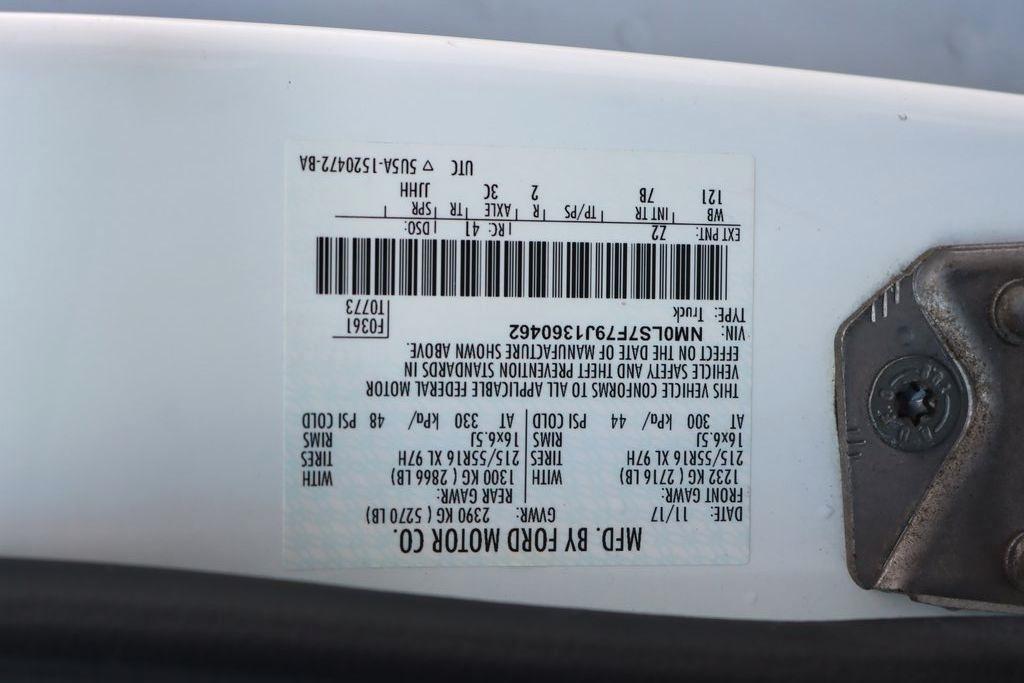 MFD. BY FORD MOTOR CO.
DATE: 11/17 GVWR: 2390 KG ( 5270 LB)
FRONT GAWR: REAR GAWR:
1232 KG ( 2716 LB) WITH 1300 KG ( 2866 LB) WITH
215/55R16 XL 97H TIRES 215/55R16 XL 97H TIRES
16x6.5J RIMS 16x6.5J RIMS
AT 300 kPa/ 44 PSI COLD AT 330 kPa/ 48 PSI COLD
THIS VEHICLE CONFORMS TO ALL APPLICABLE FEDERAL MOTOR
VEHICLE SAFETY AND THEFT PREVENTION STANDARDS IN
EFFECT ON THE DATE OF MANUFACTURE SHOWN ABOVE.
VIN: NM0LS7F79J1360462 F0361
TYPE: Truck T0773
EXT PNT: Z2 RC: 41 DSO:
WB INT TR TP/PS R AXLE TR SPR
121 7B 2 3C JJHH
UTC ▽ 5U5A-1520472-BA